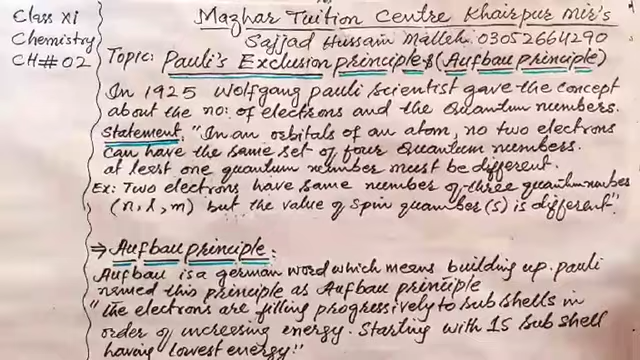 Class XI
Chemistry
CH# 02
Mazhar Tuition Centre Khairpur Mir's
Sajjad Hussain Mallah 03052664290
Topic: Pauli's Exclusion principle & (Aufbau principle)
In 1925 Wolfgang pauli scientist gave the concept
about the no: of electrons and the Quantum numbers.
Statement: "In an orbitals of an atom, no two electrons
can have the same set of four Quantum numbers.
at least one quantum number must be different.
Ex: Two electrons have same number of three quantum number
(n, l, m) but the value of spin quamber (s) is different".
⇒ Aufbau principle:
Aufbau is a german word which means building up. pauli
named this principle as Aufbau principle
"The electrons are filling progressively to sub shells in
order of increasing energy. Starting with 1S sub shell
having lowest energy."